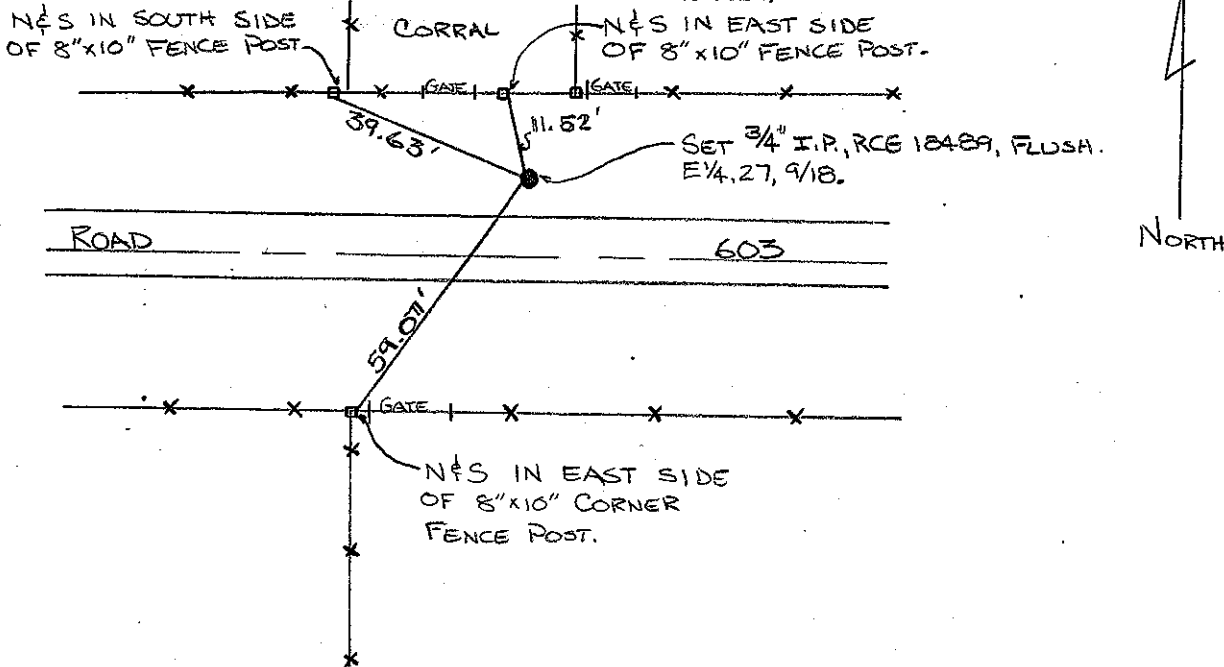 N&S IN SOUTH SIDE
OF 8"x10" FENCE POST
CORRAL
N&S IN EAST SIDE
OF 8"x10" FENCE POST.
GATE
GATE
39.63'
11.52'
SET 3/4" I.P., RCE 18489, FLUSH.
E1/4, 27, 9/18.
ROAD
603
NORTH
59.07'
GATE
N&S IN EAST SIDE
OF 8"x10" CORNER
FENCE POST.